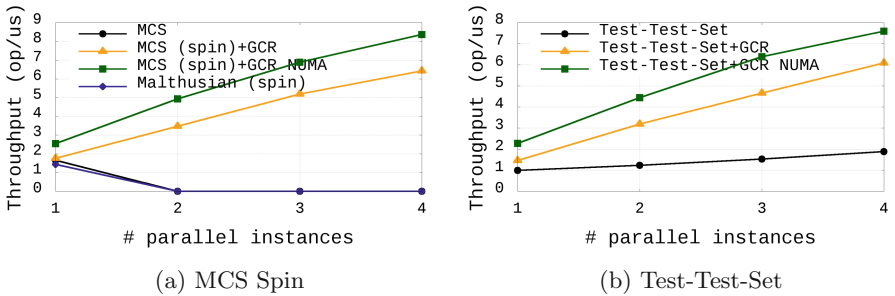 Throughput (op/us)
9
8
7
6
5
4
3
2
1
0
MCS
MCS (spin)+GCR
MCS (spin)+GCR NUMA
Malthusian (spin)
1
2
3
4
# parallel instances
(a) MCS Spin
Throughput (op/us)
8
7
6
5
4
3
2
1
0
Test-Test-Set
Test-Test-Set+GCR
Test-Test-Set+GCR NUMA
1
2
3
4
# parallel instances
(b) Test-Test-Set